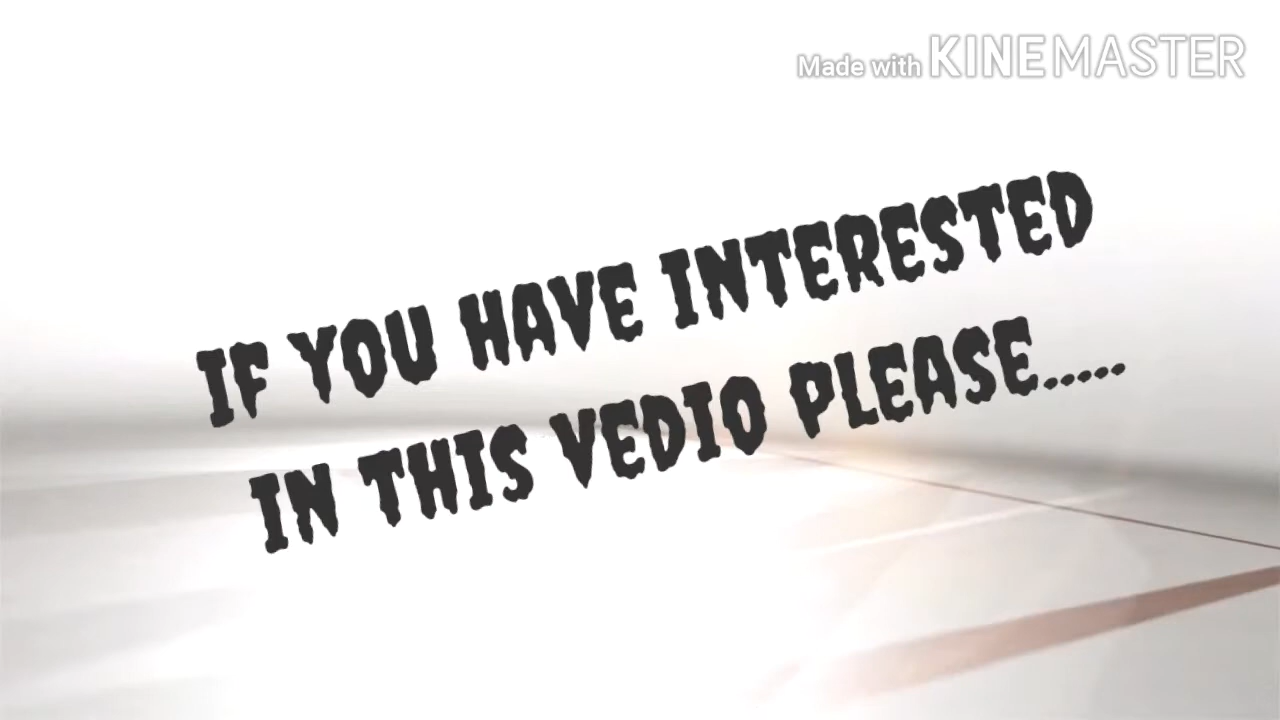 Made with KINEMASTER
IF YOU HAVE INTERESTED
IN THIS VEDIO PLEASE.....